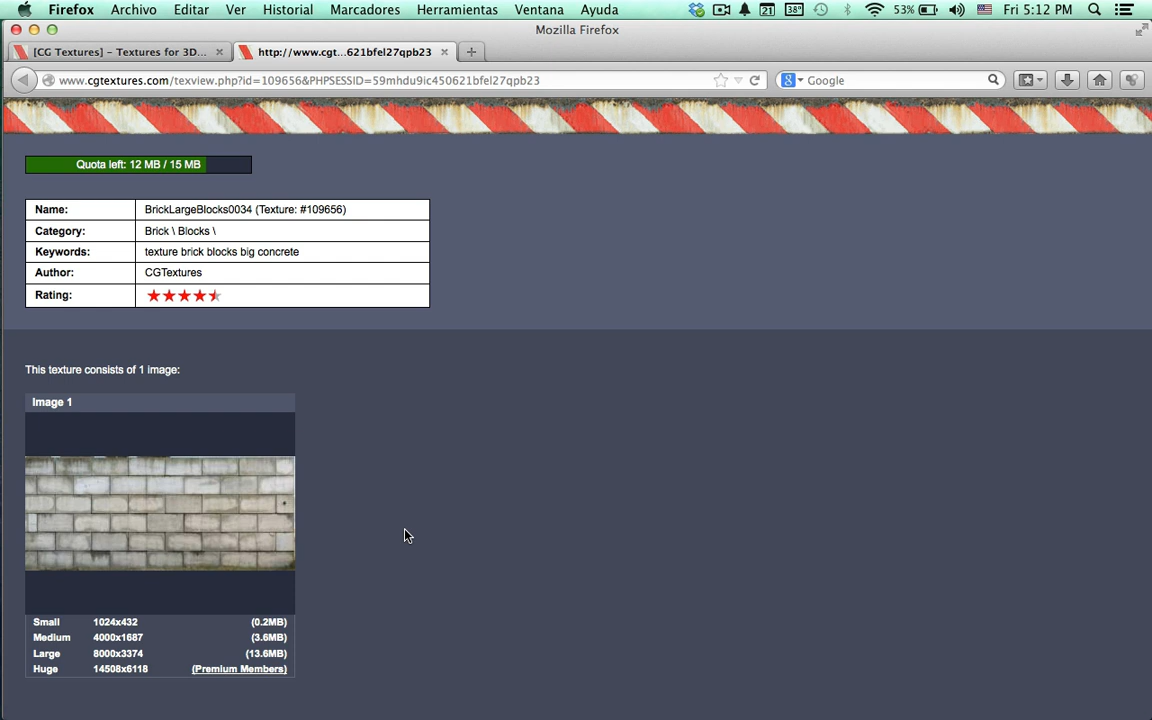 Firefox Archivo Editar Ver Historial Marcadores Herramientas Ventana Ayuda 21 38° 53% Fri 5:12 PM
Mozilla Firefox
[CG Textures] - Textures for 3D... http://www.cgt...621bfel27qpb23
www.cgtextures.com/texview.php?id=109656&PHPSESSID=59mhdu9ic450621bfel27qpb23 Google
Quota left: 12 MB / 15 MB
Name: BrickLargeBlocks0034 (Texture: #109656)
Category: Brick \ Blocks \
Keywords: texture brick blocks big concrete
Author: CGTextures
Rating:
This texture consists of 1 image:
Image 1
Small 1024x432 (0.2MB)
Medium 4000x1687 (3.6MB)
Large 8000x3374 (13.6MB)
Huge 14508x6118 (Premium Members)